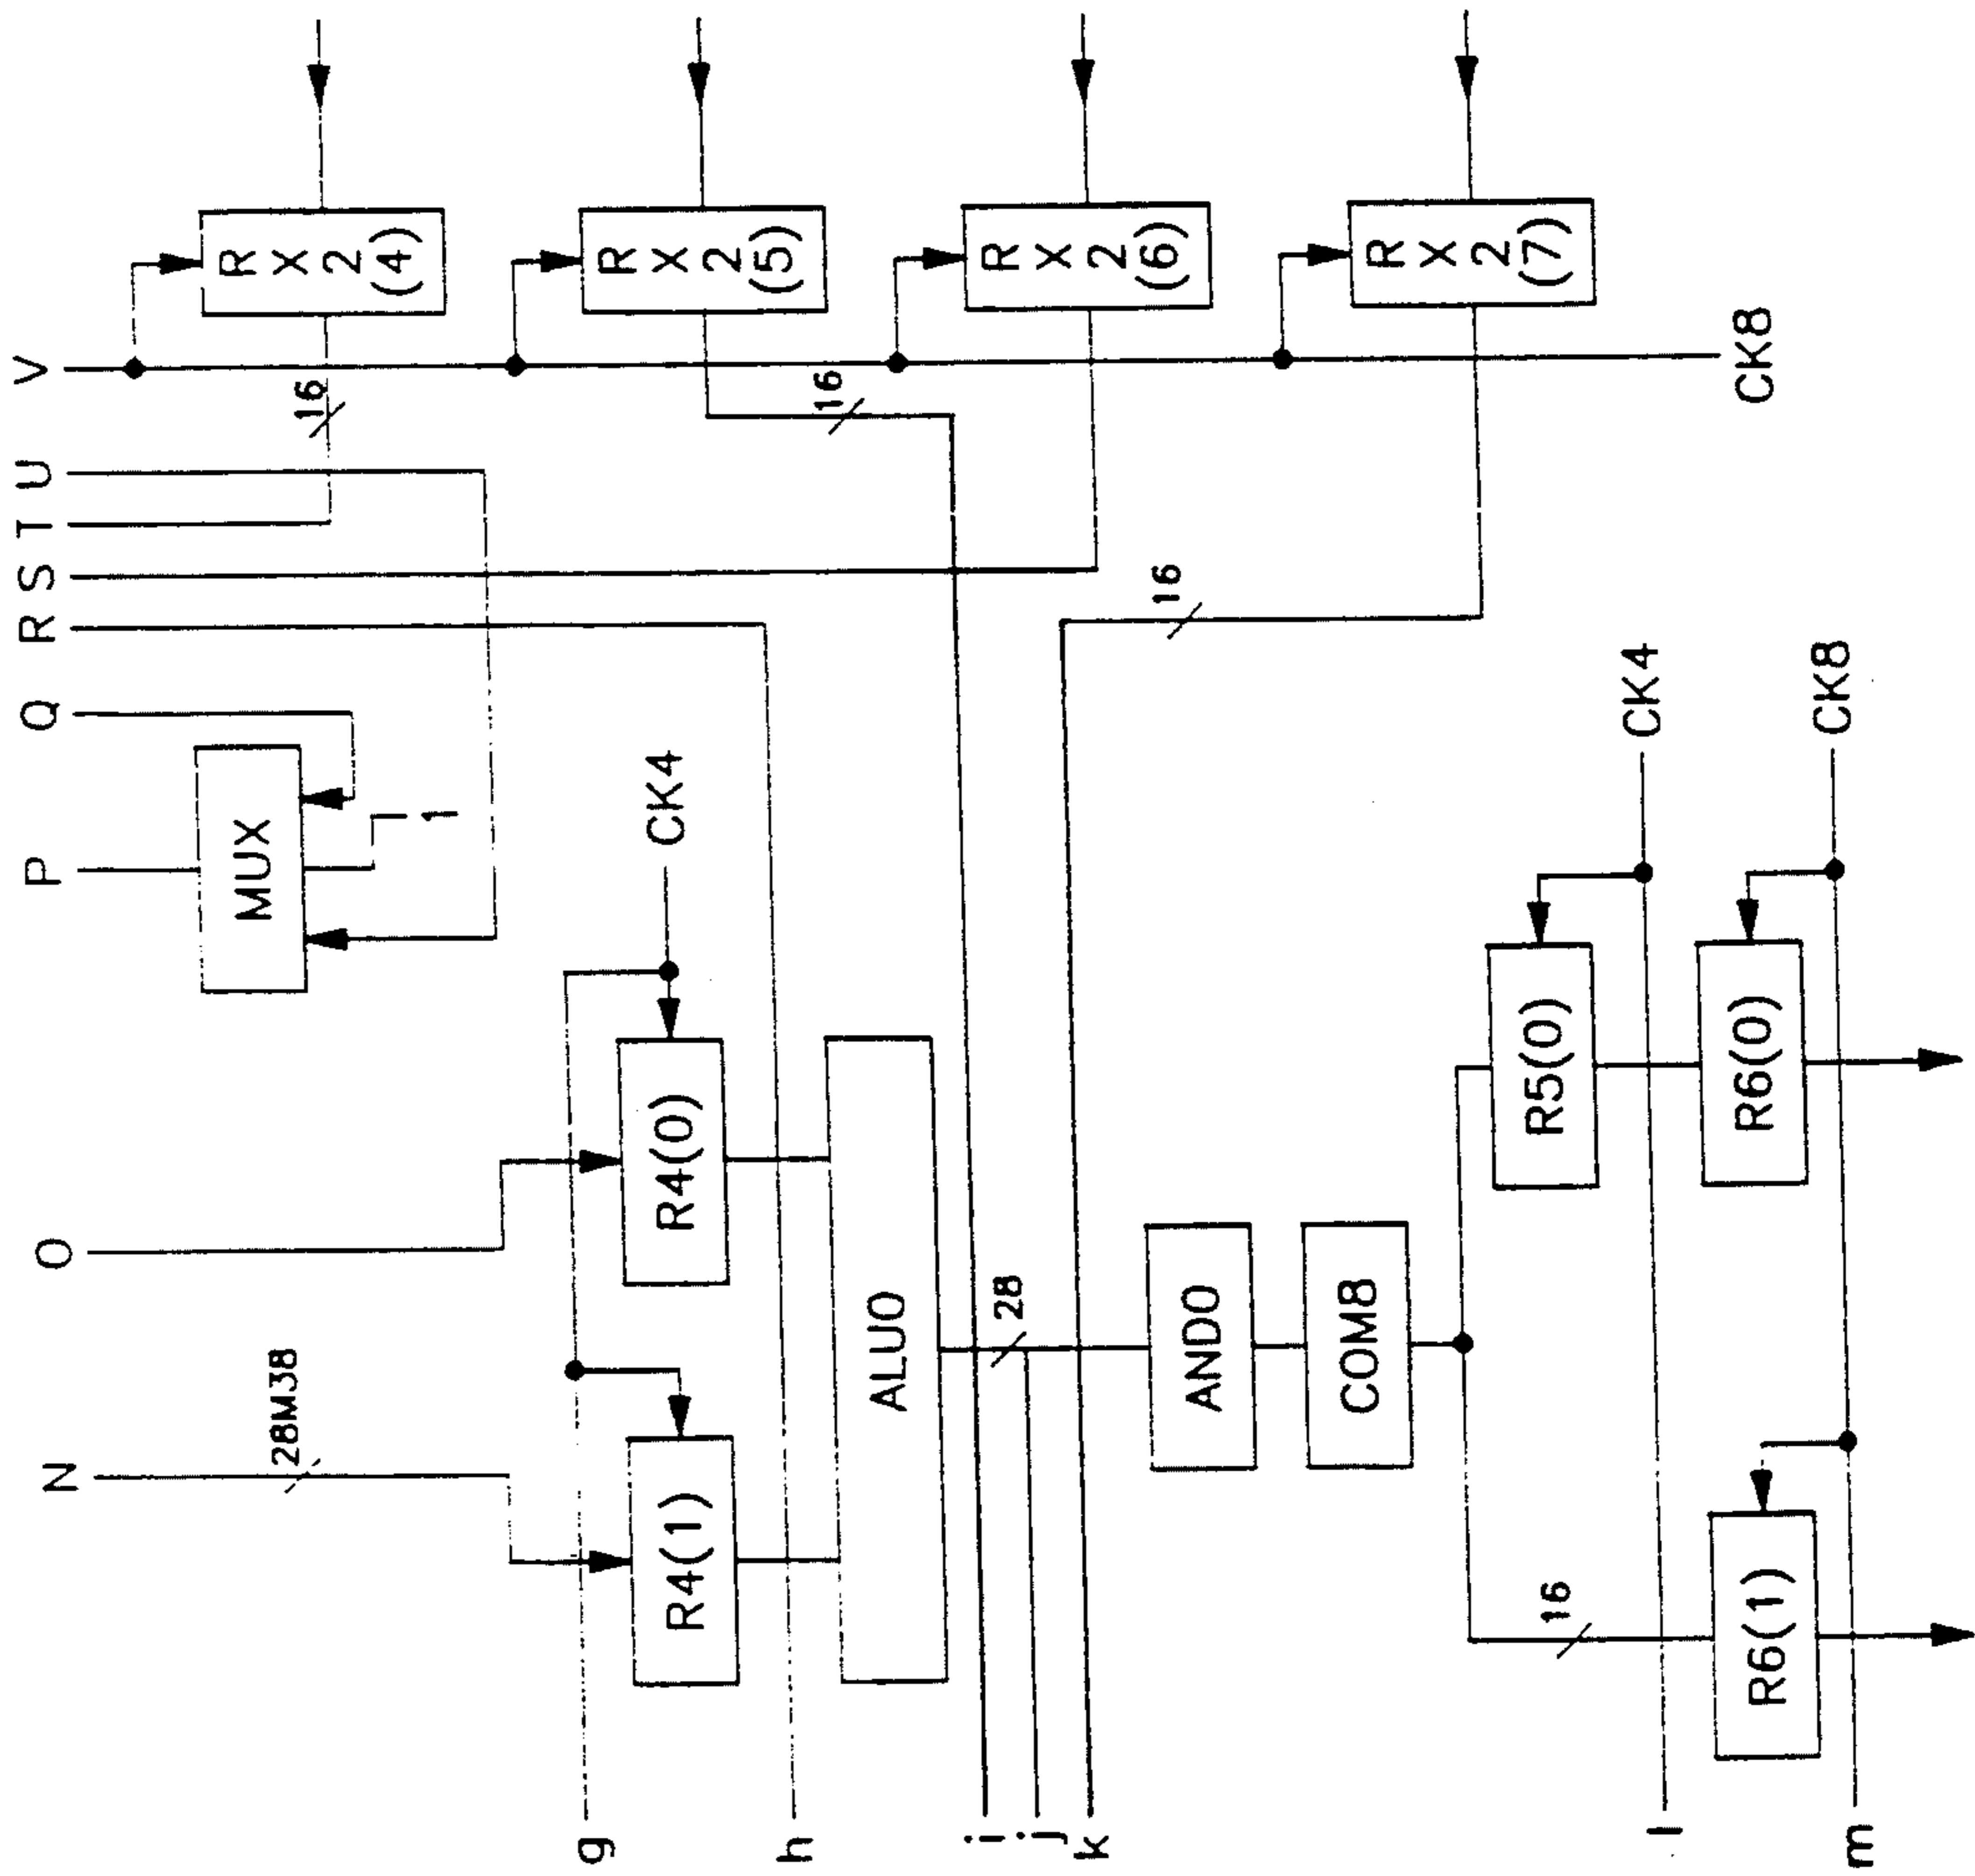 N
O
P
Q
R
S
T
U
V
28M38
MUX
1
16
R
X
2
(4)
CK4
16
R
X
2
(5)
R4(1)
R4(0)
R
X
2
(6)
ALU0
16
R
X
2
(7)
28
AND0
COM8
CK8
CK4
R5(0)
CK8
R6(0)
16
R6(1)
g
h
i
j
k
l
m